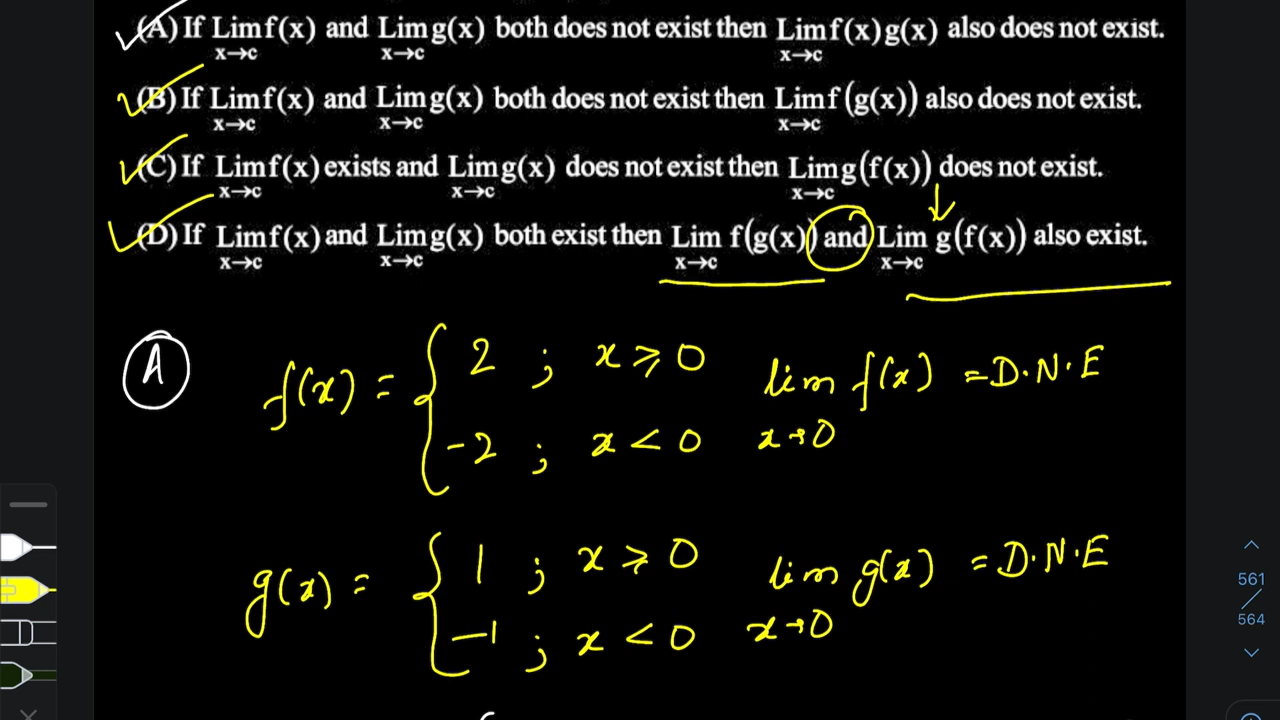 (A) If Lim f(x) and Lim g(x) both does not exist then Lim f(x)g(x) also does not exist.
x→c x→c x→c
(B) If Lim f(x) and Lim g(x) both does not exist then Lim f(g(x)) also does not exist.
x→c x→c x→c
(C) If Lim f(x) exists and Lim g(x) does not exist then Lim g(f(x)) does not exist.
x→c x→c x→c
(D) If Lim f(x) and Lim g(x) both exist then Lim f(g(x)) and Lim g(f(x)) also exist.
x→c x→c x→c x→c
A
f(x) = { 2 ; x ⩾ 0 lim f(x) = D.N.E
-2 ; x < 0 x→0
g(x) = { 1 ; x ⩾ 0 lim g(x) = D.N.E
-1 ; x < 0 x→0
561
/
564